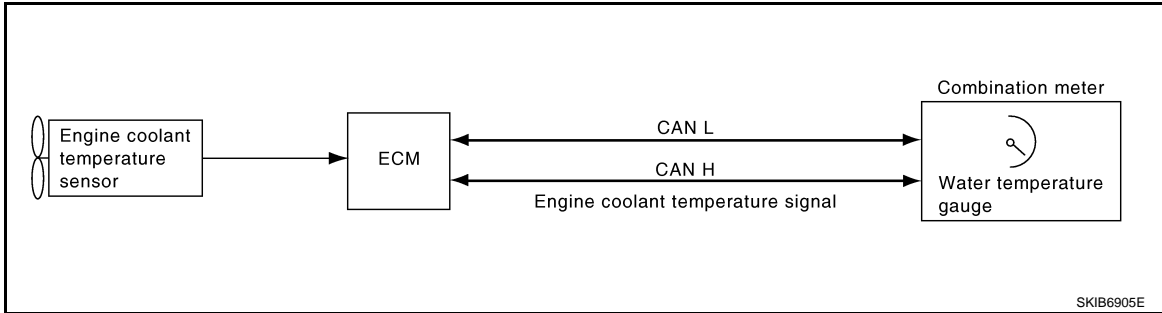 Engine coolant
temperature
sensor
ECM
CAN L
CAN H
Engine coolant temperature signal
Combination meter
Water temperature
gauge
SKIB6905E